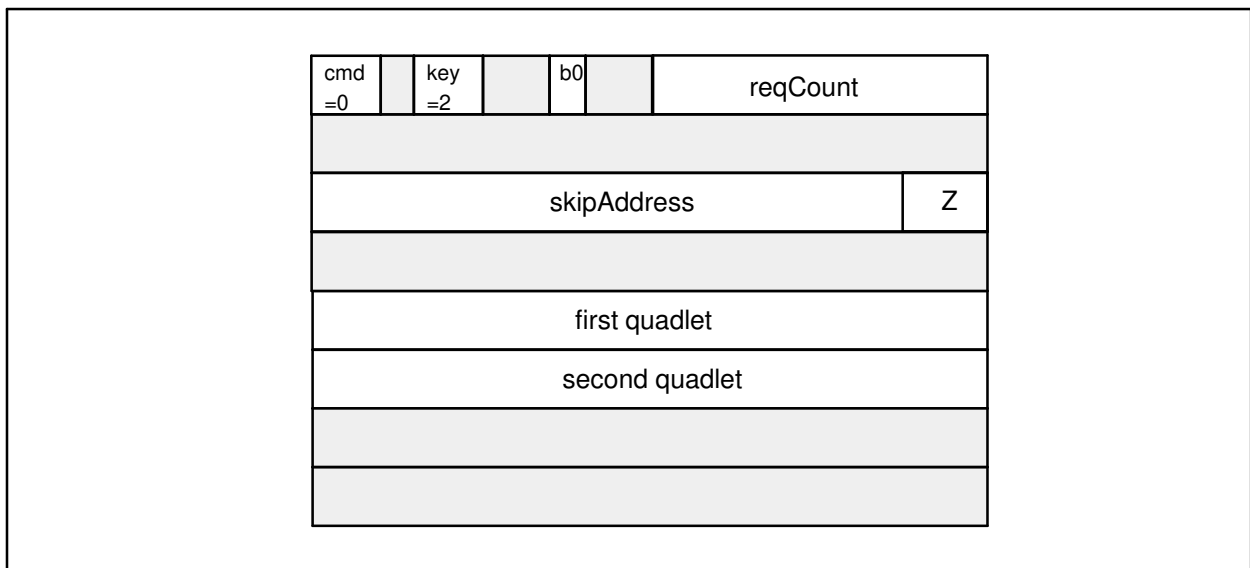 cmd
=0
key
=2
b0
reqCount
skipAddress
Z
first quadlet
second quadlet